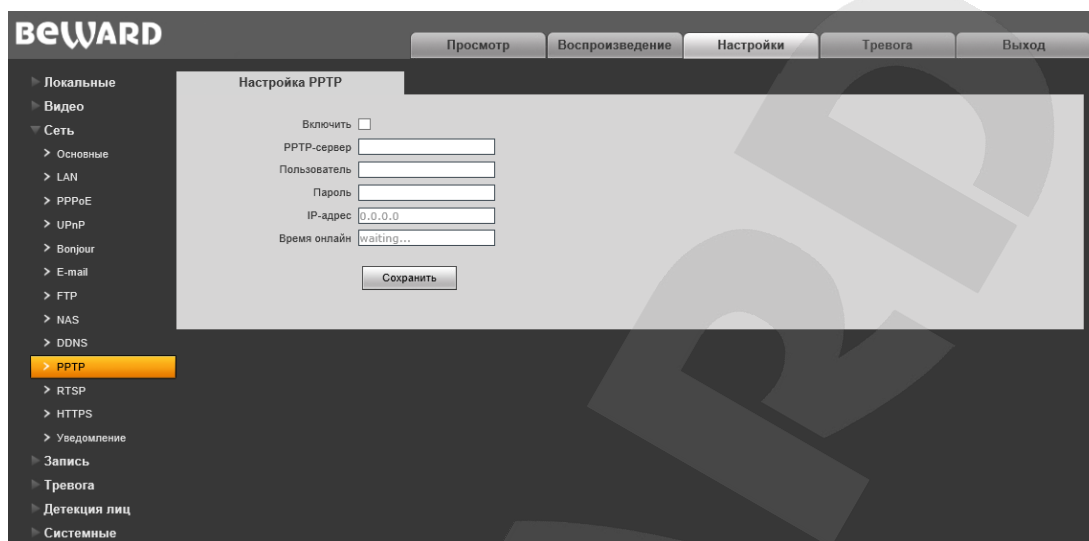 BEWARD
Просмотр Воспроизведение Настройки Тревога Выход
Локальные
Видео
Сеть
Основные
LAN
PPPoE
UPnP
Bonjour
E-mail
FTP
NAS
DDNS
PPTP
RTSP
HTTPS
Уведомление
Запись
Тревога
Детекция лиц
Системные
Настройка PPTP
Включить
PPTP-сервер
Пользователь
Пароль
IP-адрес 0.0.0.0
Время онлайн waiting...
Сохранить